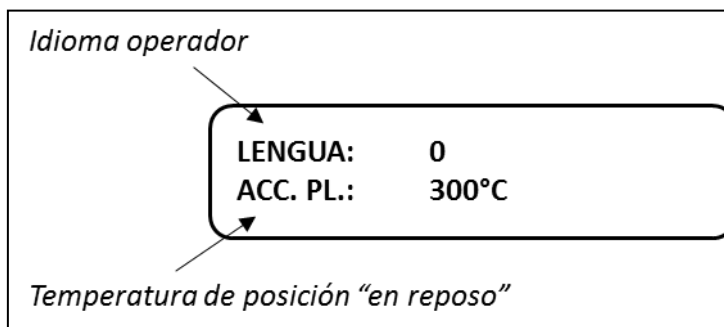 Idioma operador
LENGUA: 0
ACC. PL.: 300°C
Temperatura de posición “en reposo”